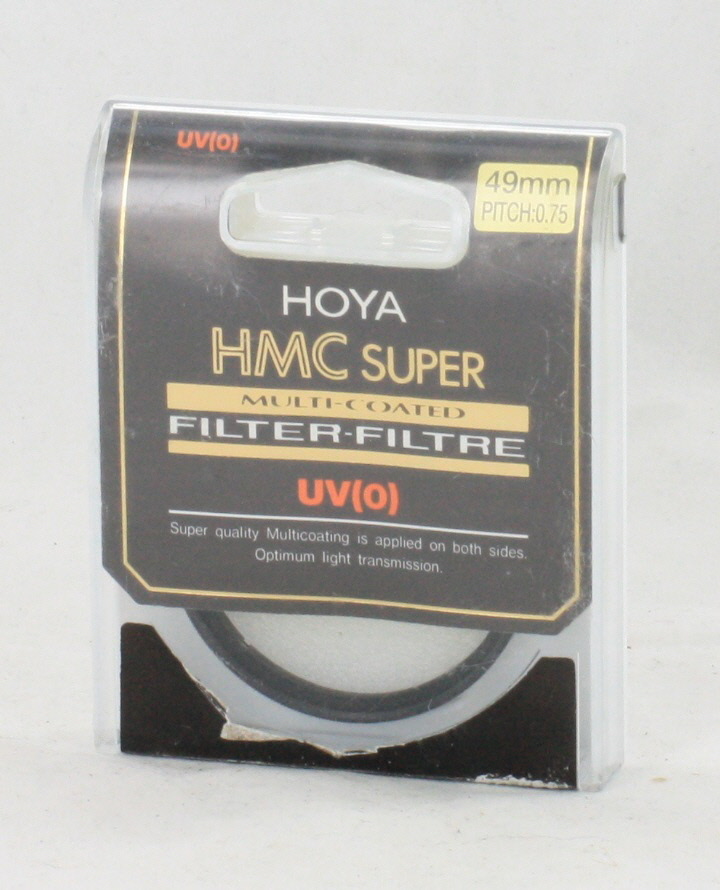 UV(0)
49mm
PITCH:0.75
HOYA
HMC SUPER
MULTI-COATED
FILTER-FILTRE
UV(0)
Super quality Multicoating is applied on both sides.
Optimum light transmission.